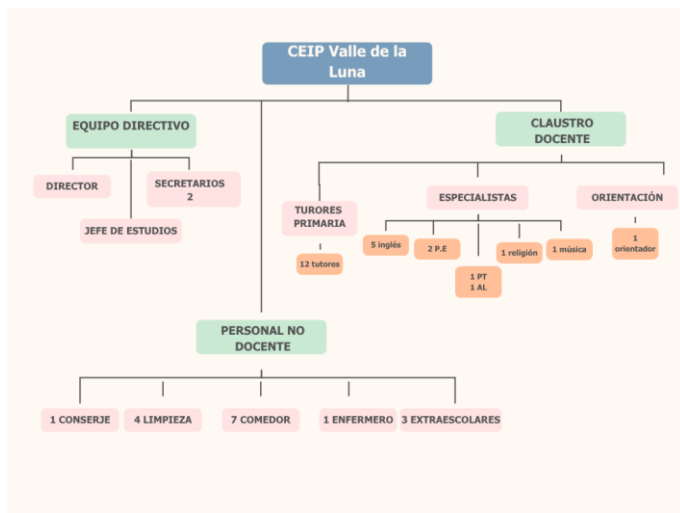 CEIP Valle de la
Luna
EQUIPO DIRECTIVO
CLAUSTRO
DOCENTE
DIRECTOR
SECRETARIOS
2
JEFE DE ESTUDIOS
TURORES
PRIMARIA
ESPECIALISTAS
ORIENTACIÓN
12 tutores
5 inglés
2 P.E
1 PT
1 AL
1 religión
1 música
1
orientador
PERSONAL NO
DOCENTE
1 CONSERJE
4 LIMPIEZA
7 COMEDOR
1 ENFERMERO
3 EXTRAESCOLARES